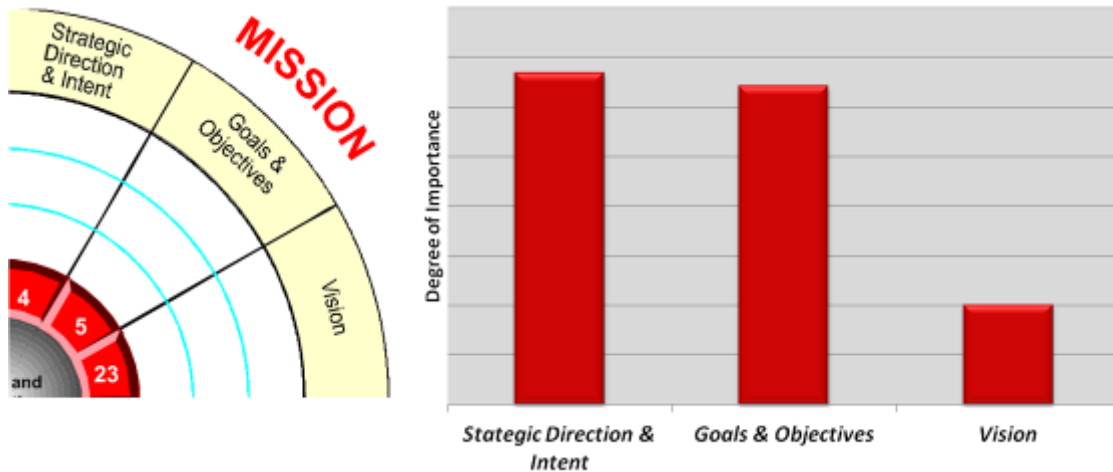 Strategic
Direction
& Intent
MISSION
Goals &
Objectives
Vision
4
5
23
and
Degree of Importance
Stategic Direction &
Intent
Goals & Objectives
Vision